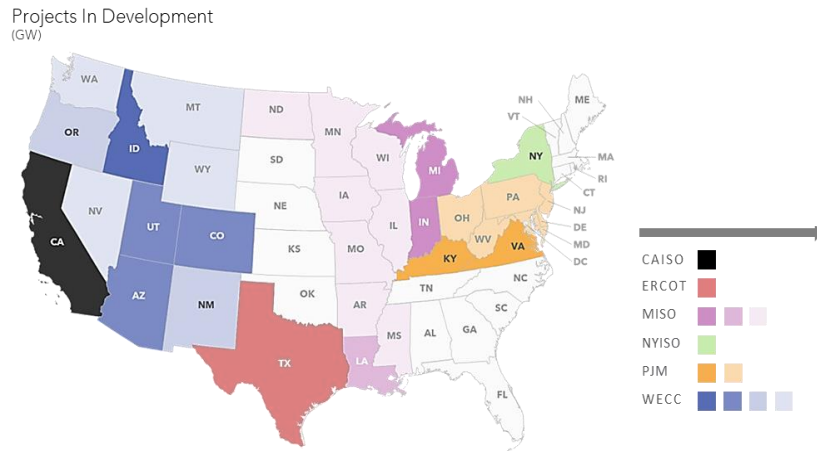 Projects In Development
(GW)
WA
MT
ND
MN
OR
ID
WY
SD
WI
MI
NH
VT
ME
NY
MA
RI
CT
NV
UT
CO
NE
IA
IL
IN
OH
PA
NJ
DE
MD
DC
CA
KS
MO
KY
WV
VA
AZ
NM
OK
AR
TN
NC
SC
TX
LA
MS
AL
GA
FL
CAISO
ERCOT
MISO
NYISO
PJM
WECC